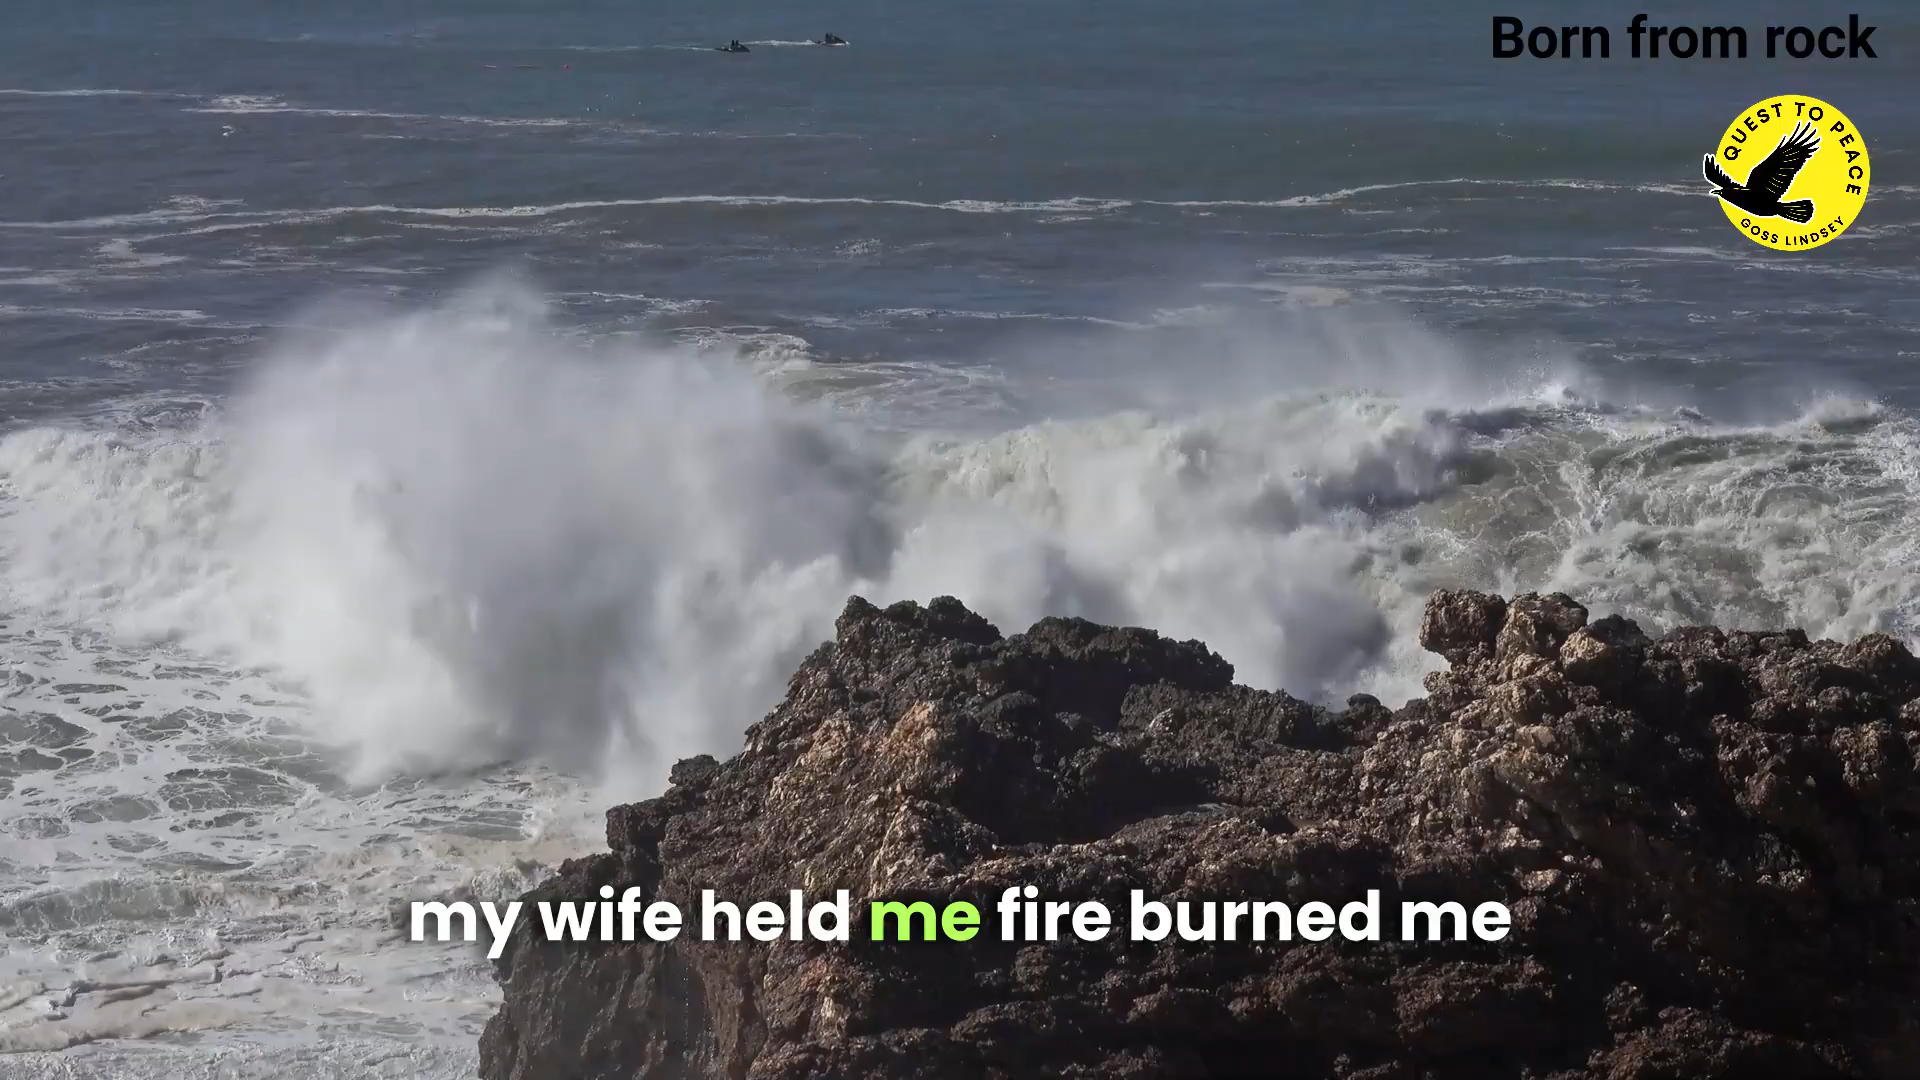 Born from rock
QUEST TO PEACE
GOSS LINDSEY
my wife held me fire burned me